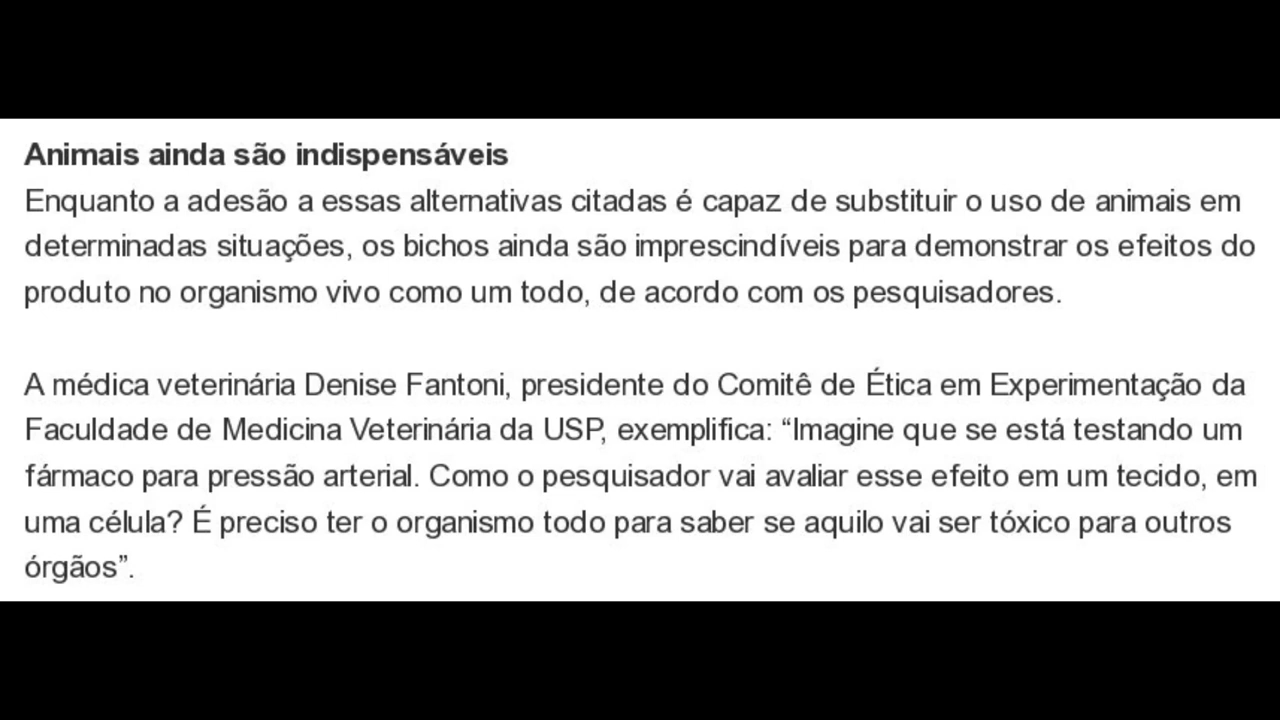 Animais ainda são indispensáveis
Enquanto a adesão a essas alternativas citadas é capaz de substituir o uso de animais em
determinadas situações, os bichos ainda são imprescindíveis para demonstrar os efeitos do
produto no organismo vivo como um todo, de acordo com os pesquisadores.
A médica veterinária Denise Fantoni, presidente do Comitê de Ética em Experimentação da
Faculdade de Medicina Veterinária da USP, exemplifica: “Imagine que se está testando um
fármaco para pressão arterial. Como o pesquisador vai avaliar esse efeito em um tecido, em
uma célula? É preciso ter o organismo todo para saber se aquilo vai ser tóxico para outros
órgãos”.